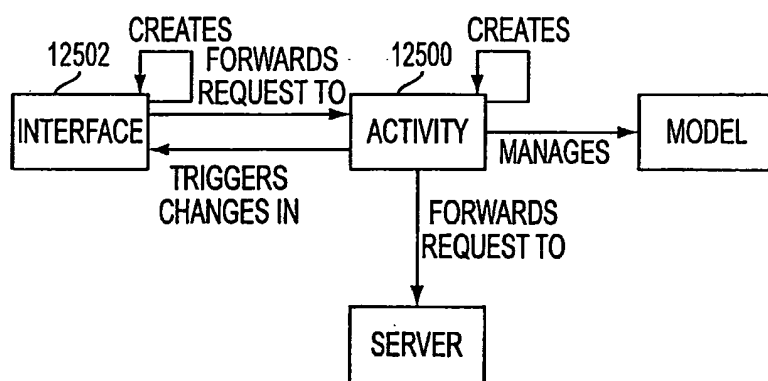 CREATES
12502
FORWARDS
REQUEST TO
12500
CREATES
INTERFACE
ACTIVITY
MODEL
MANAGES
TRIGGERS
CHANGES IN
FORWARDS
REQUEST TO
SERVER